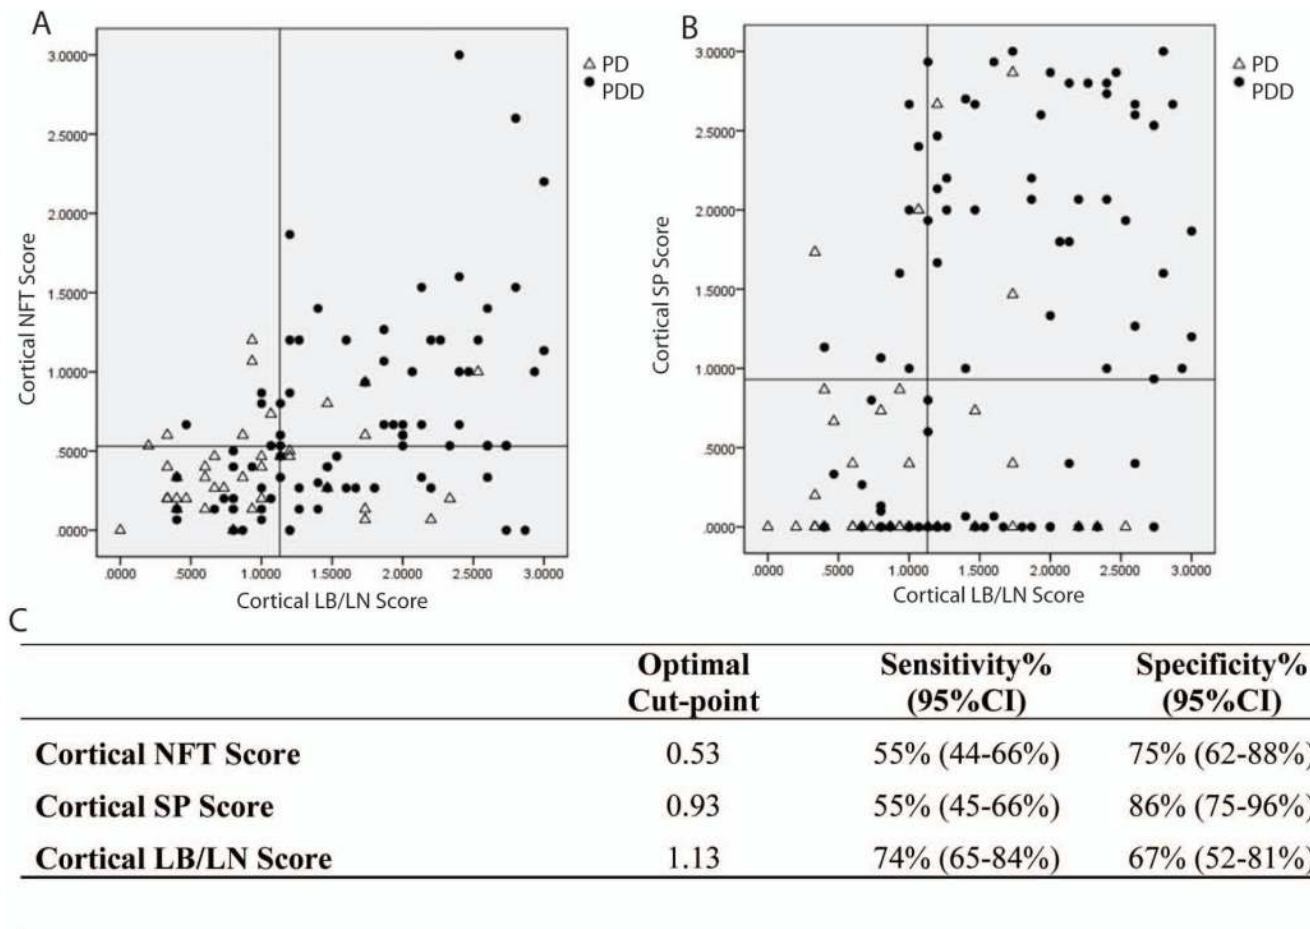 A
3.0000
2.5000
2.0000
1.5000
1.0000
.5000
.0000
Cortical NFT Score
.0000 .5000 1.0000 1.5000 2.0000 2.5000 3.0000
Cortical LB/LN Score
PD
PDD
B
3.0000
2.5000
2.0000
1.5000
1.0000
.5000
.0000
Cortical SP Score
.0000 .5000 1.0000 1.5000 2.0000 2.5000 3.0000
Cortical LB/LN Score
PD
PDD
C
Optimal Cut-point Sensitivity% (95%CI) Specificity% (95%CI)
Cortical NFT Score 0.53 55% (44-66%) 75% (62-88%)
Cortical SP Score 0.93 55% (45-66%) 86% (75-96%)
Cortical LB/LN Score 1.13 74% (65-84%) 67% (52-81%)